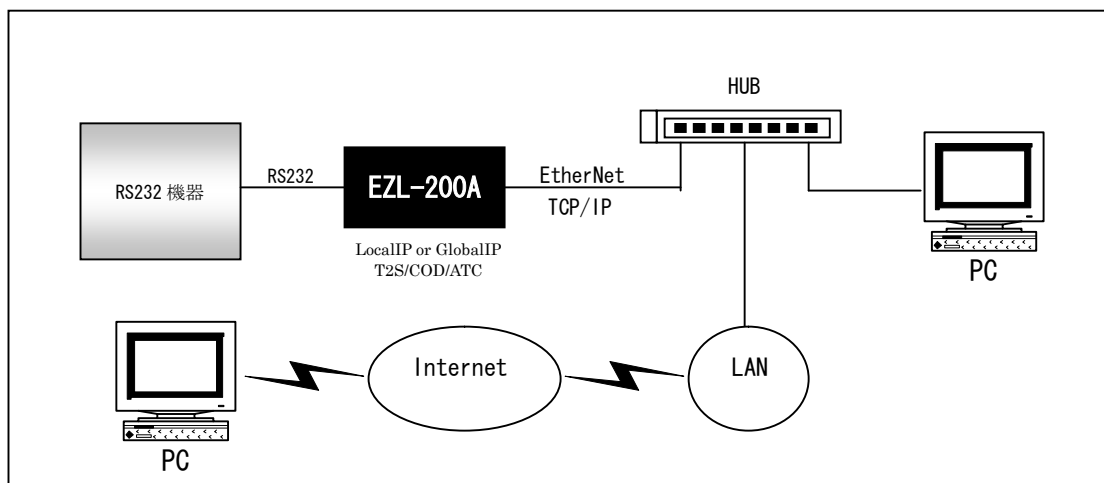 HUB
RS232 機器
RS232
EZL-200A
EtherNet
TCP/IP
LocalIP or GlobalIP
T2S/COD/ATC
PC
Internet
LAN
PC